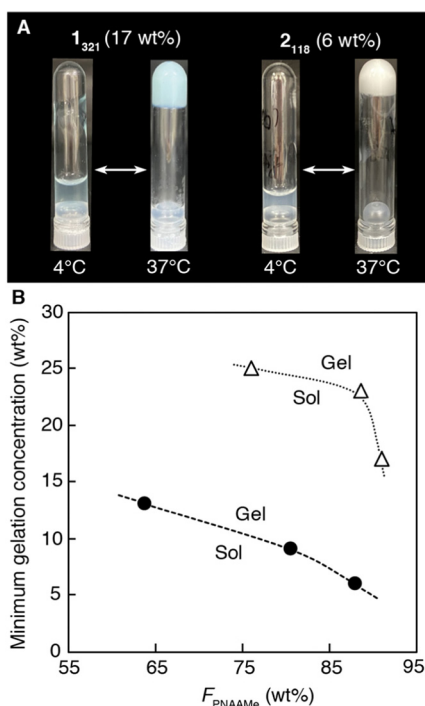 A
1₃₂₁ (17 wt%) 2₁₁₈ (6 wt%)
4°C 37°C 4°C 37°C
B
Minimum gelation concentration (wt%)
30
25
20
15
10
5
0
Gel
Sol
Gel
Sol
55 65 75 85 95
F_PNAAMe (wt%)